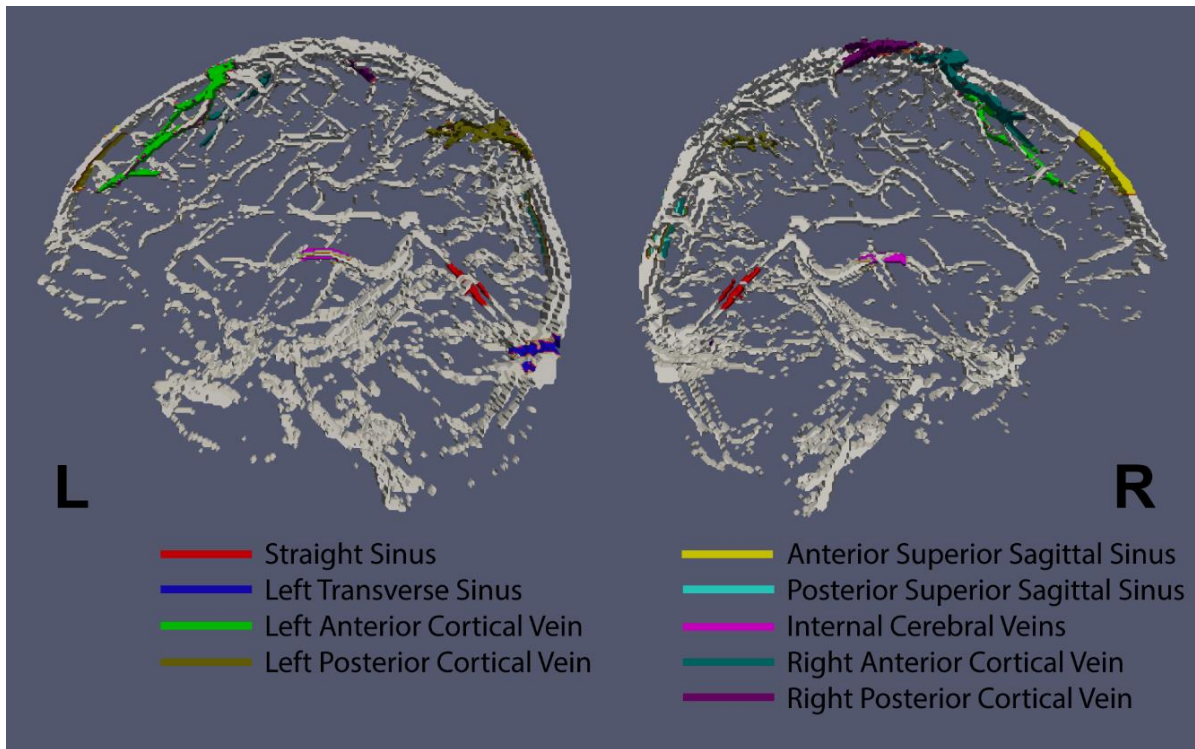 L
R
Straight Sinus
Left Transverse Sinus
Left Anterior Cortical Vein
Left Posterior Cortical Vein
Anterior Superior Sagittal Sinus
Posterior Superior Sagittal Sinus
Internal Cerebral Veins
Right Anterior Cortical Vein
Right Posterior Cortical Vein